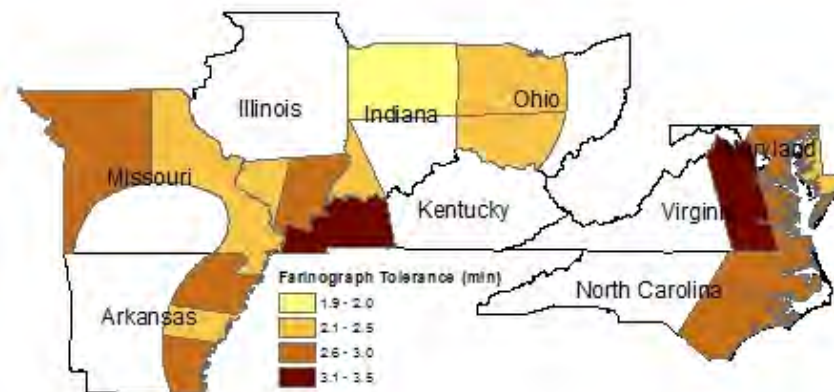 Illinois
Indiana
Ohio
Missouri
Maryland
Kentucky
Virginia
Farinograph Tolerance (min)
1.9 - 2.0
2.1 - 2.5
2.6 - 3.0
3.1 - 3.5
North Carolina
Arkansas